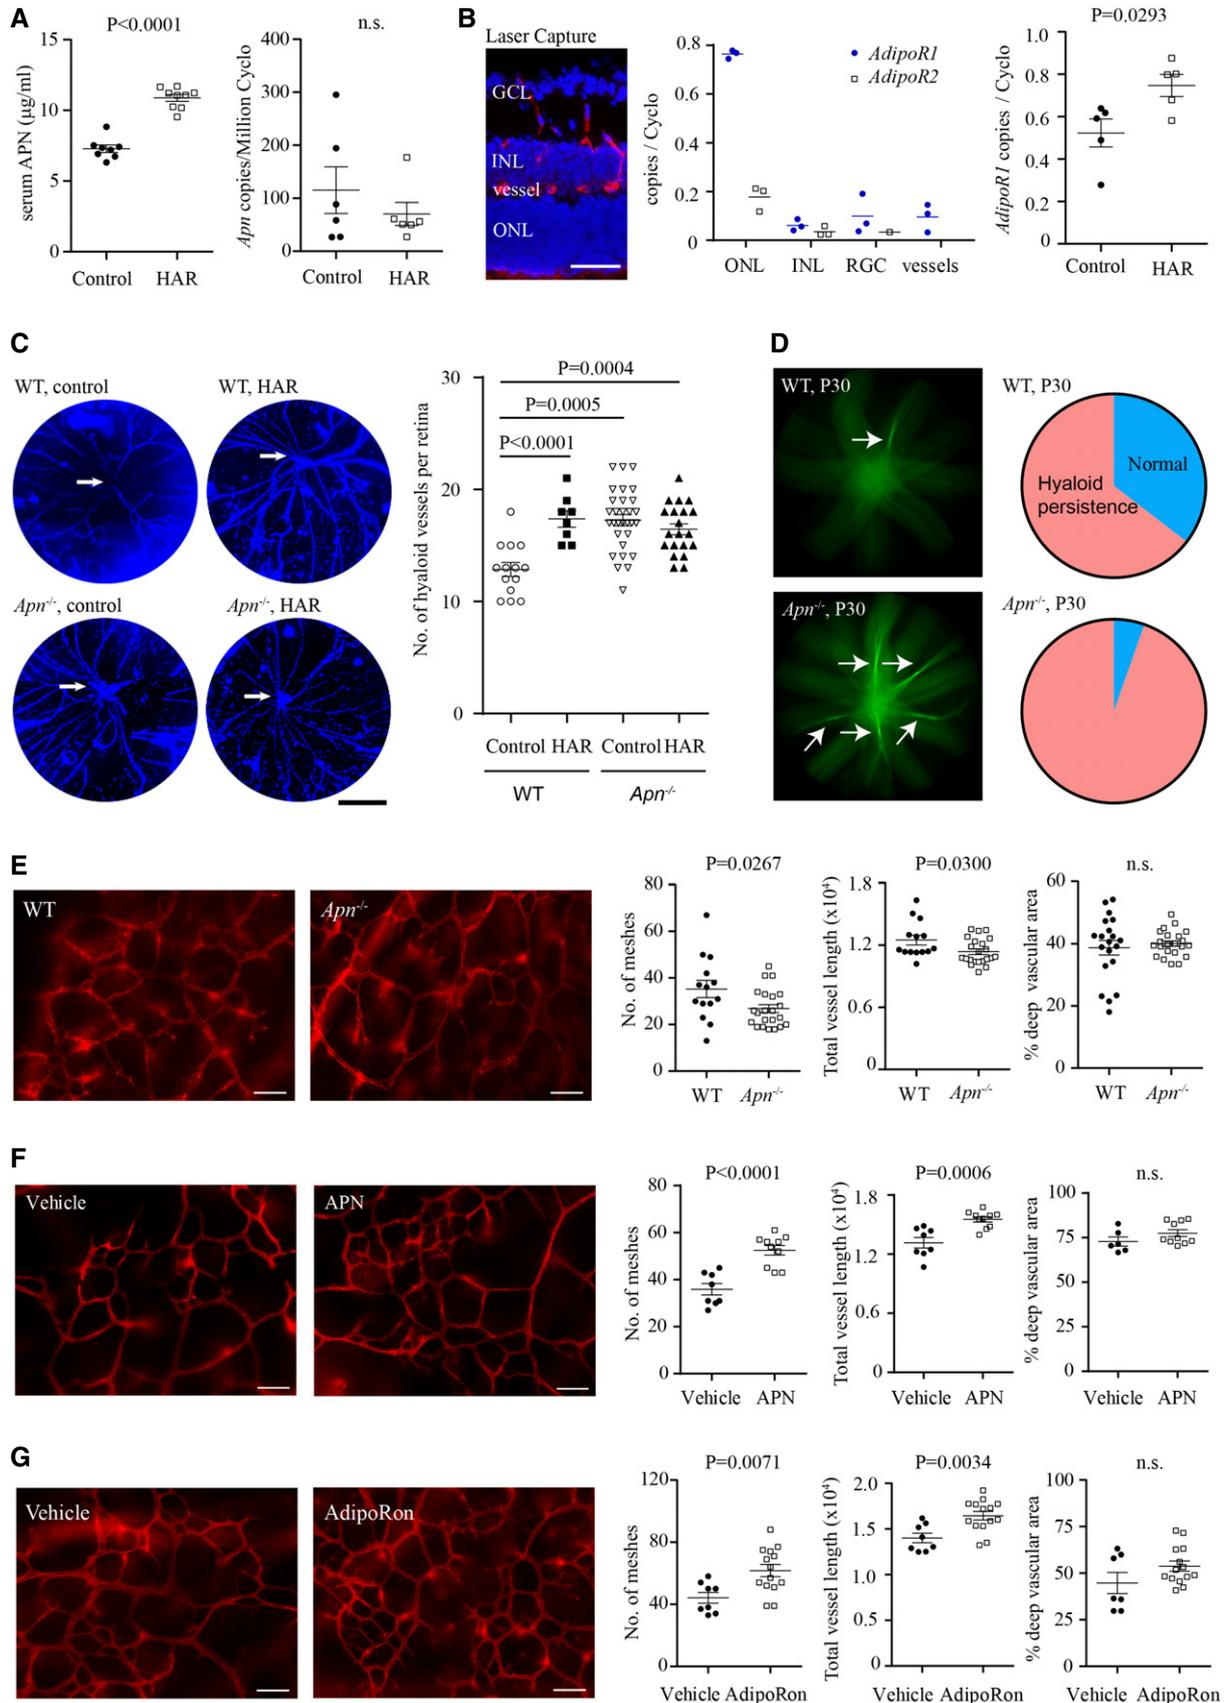 A
P<0.0001
serum APN (μg/ml)
15
10
5
0
Control HAR
n.s.
Apn copies/Million Cyclo
400
300
200
100
0
Control HAR
B
Laser Capture
GCL
INL
vessel
ONL
copies / Cyclo
0.8
0.6
0.4
0.2
0
AdipoR1
AdipoR2
ONL INL RGC vessels
P=0.0293
AdipoR1 copies / Cyclo
1.0
0.8
0.6
0.4
0.2
0
Control HAR
C
WT, control
WT, HAR
Apn-/-, control
Apn-/-, HAR
No. of hyaloid vessels per retina
30
20
10
0
P=0.0004
P=0.0005
P<0.0001
Control HAR Control HAR
WT Apn-/-
D
WT, P30
WT, P30
Normal
Hyaloid
persistence
Apn-/-, P30
Apn-/-, P30
E
WT
Apn-/-
P=0.0267
No. of meshes
80
60
40
20
0
WT Apn-/-
P=0.0300
Total vessel length (x10⁴)
1.8
1.2
0.6
0
WT Apn-/-
n.s.
% deep vascular area
60
40
20
0
WT Apn-/-
F
Vehicle
APN
P<0.0001
No. of meshes
80
60
40
20
0
Vehicle APN
P=0.0006
Total vessel length (x10⁴)
1.8
1.2
0.6
0
Vehicle APN
n.s.
% deep vascular area
100
75
50
25
0
Vehicle APN
G
Vehicle
AdipoRon
P=0.0071
No. of meshes
120
80
40
0
Vehicle AdipoRon
P=0.0034
Total vessel length (x10⁴)
2.0
1.5
1.0
0.5
0
Vehicle AdipoRon
n.s.
% deep vascular area
100
75
50
25
0
Vehicle AdipoRon